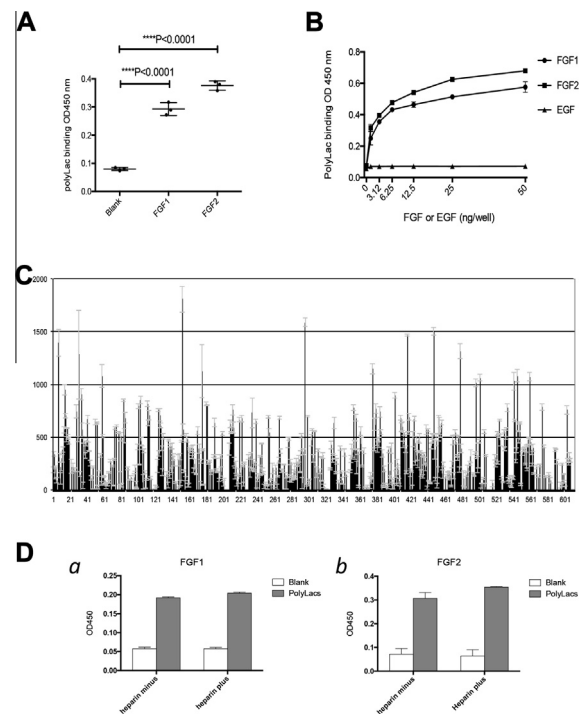 A
****P<0.0001
****P<0.0001
polyLac binding OD450 nm
0.4
0.3
0.2
0.1
0.0
Blank
FGF1
FGF2
B
PolyLac binding OD 450 nm
0.8
0.6
0.4
0.2
0.0
0
3.12
6.25
12.5
25
50
FGF or EGF (ng/well)
FGF1
FGF2
EGF
C
2000
1500
1000
500
0
1 21 41 61 81 101 121 141 161 181 201 221 241 261 281 301 321 341 361 381 401 421 441 461 481 501 521 541 561 581 601
D
a
FGF1
OD450
0.20
0.15
0.10
0.05
0.00
heparin minus
heparin plus
Blank
PolyLacs
b
FGF2
OD450
0.4
0.3
0.2
0.1
0.0
heparin minus
Heparin plus
Blank
PolyLacs